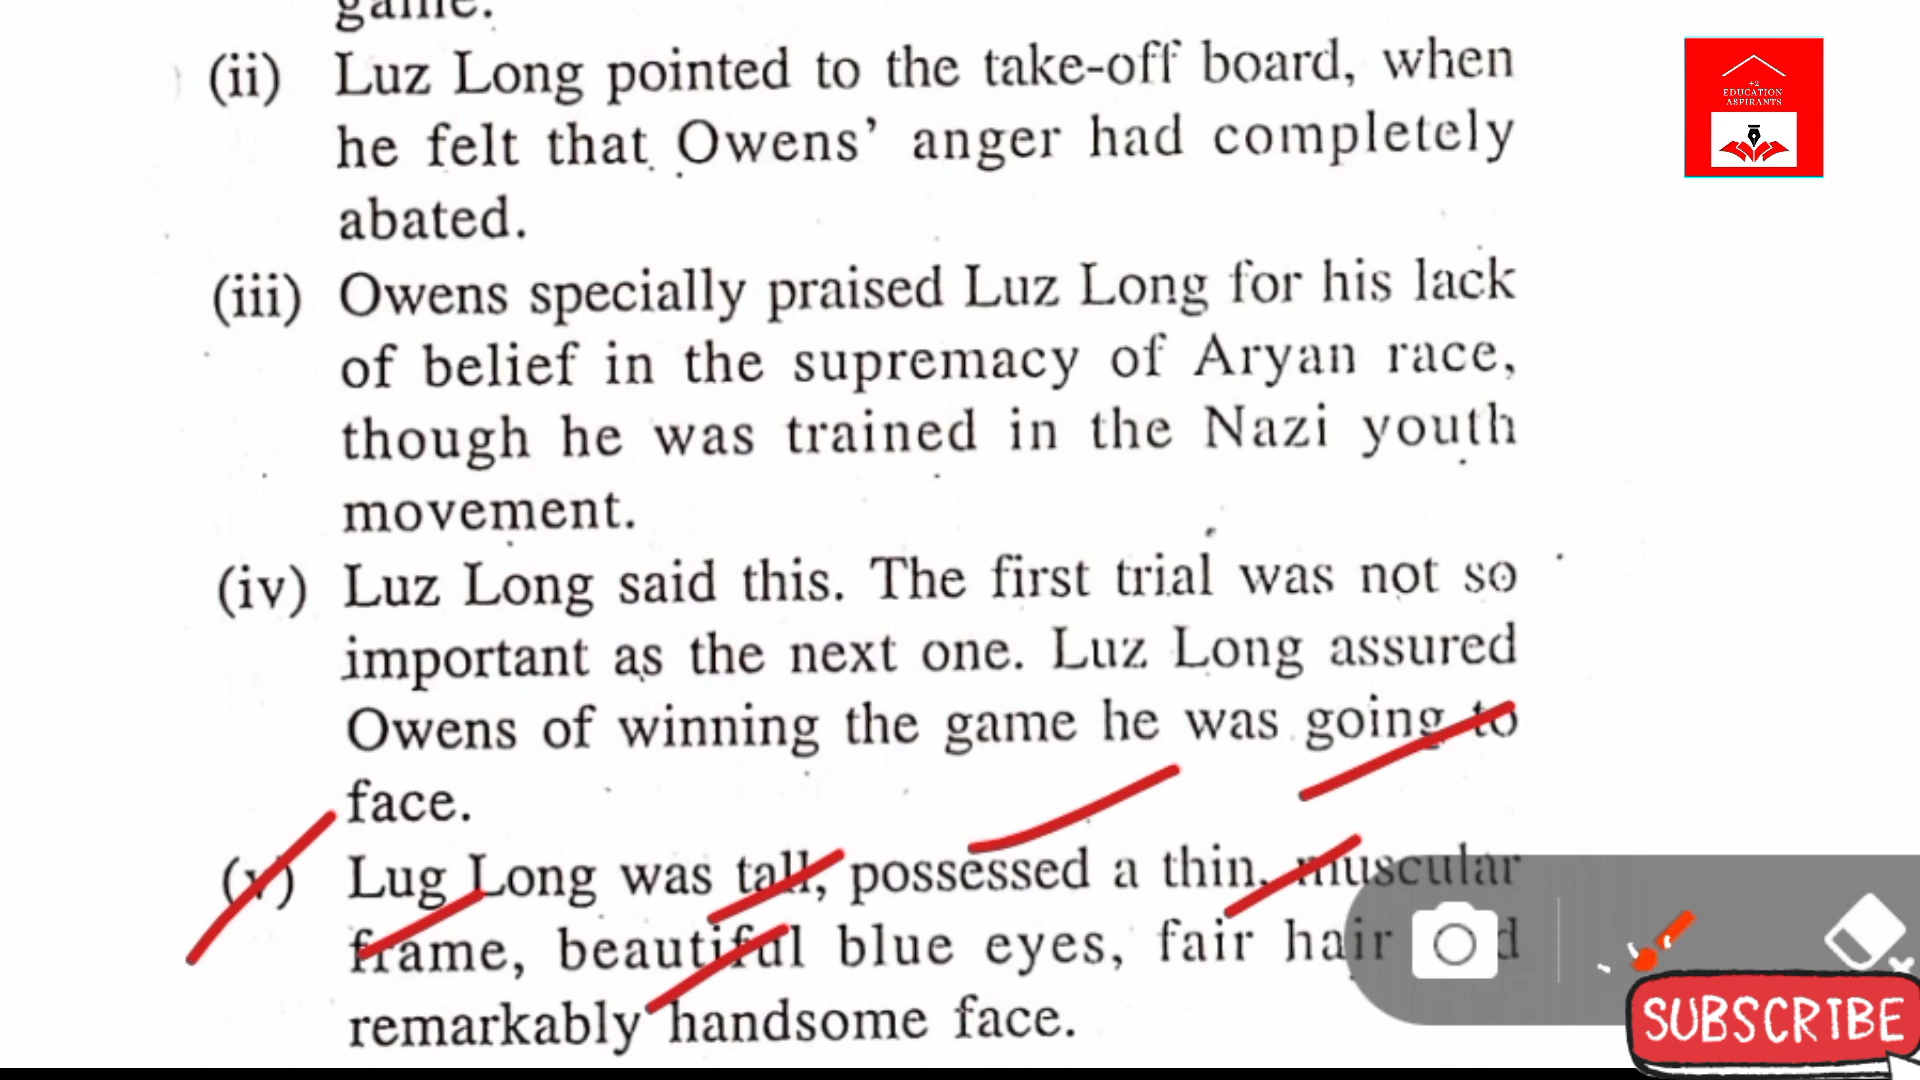 game.
(ii) Luz Long pointed to the take-off board, when
he felt that Owens' anger had completely
abated.
(iii) Owens specially praised Luz Long for his lack
of belief in the supremacy of Aryan race,
though he was trained in the Nazi youth
movement.
(iv) Luz Long said this. The first trial was not so
important as the next one. Luz Long assured
Owens of winning the game he was going to
face.
(v) Lug Long was tall, possessed a thin, muscular
frame, beautiful blue eyes, fair hair
remarkably handsome face.
+2
EDUCATION
ASPIRANTS
SUBSCRIBE